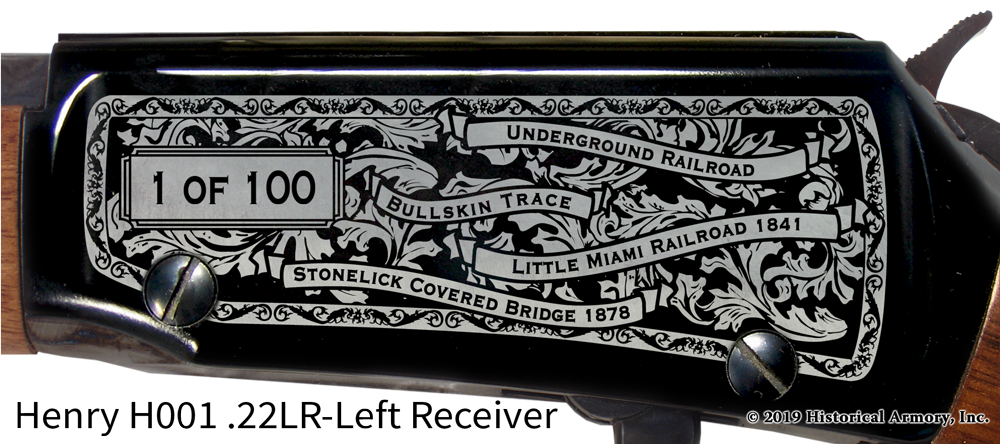 1 OF 100
UNDERGROUND RAILROAD
BULLSKIN TRACE
LITTLE MIAMI RAILROAD 1841
STONELICK COVERED BRIDGE 1878
Henry H001 .22LR-Left Receiver
© 2019 Historical Armory, Inc.